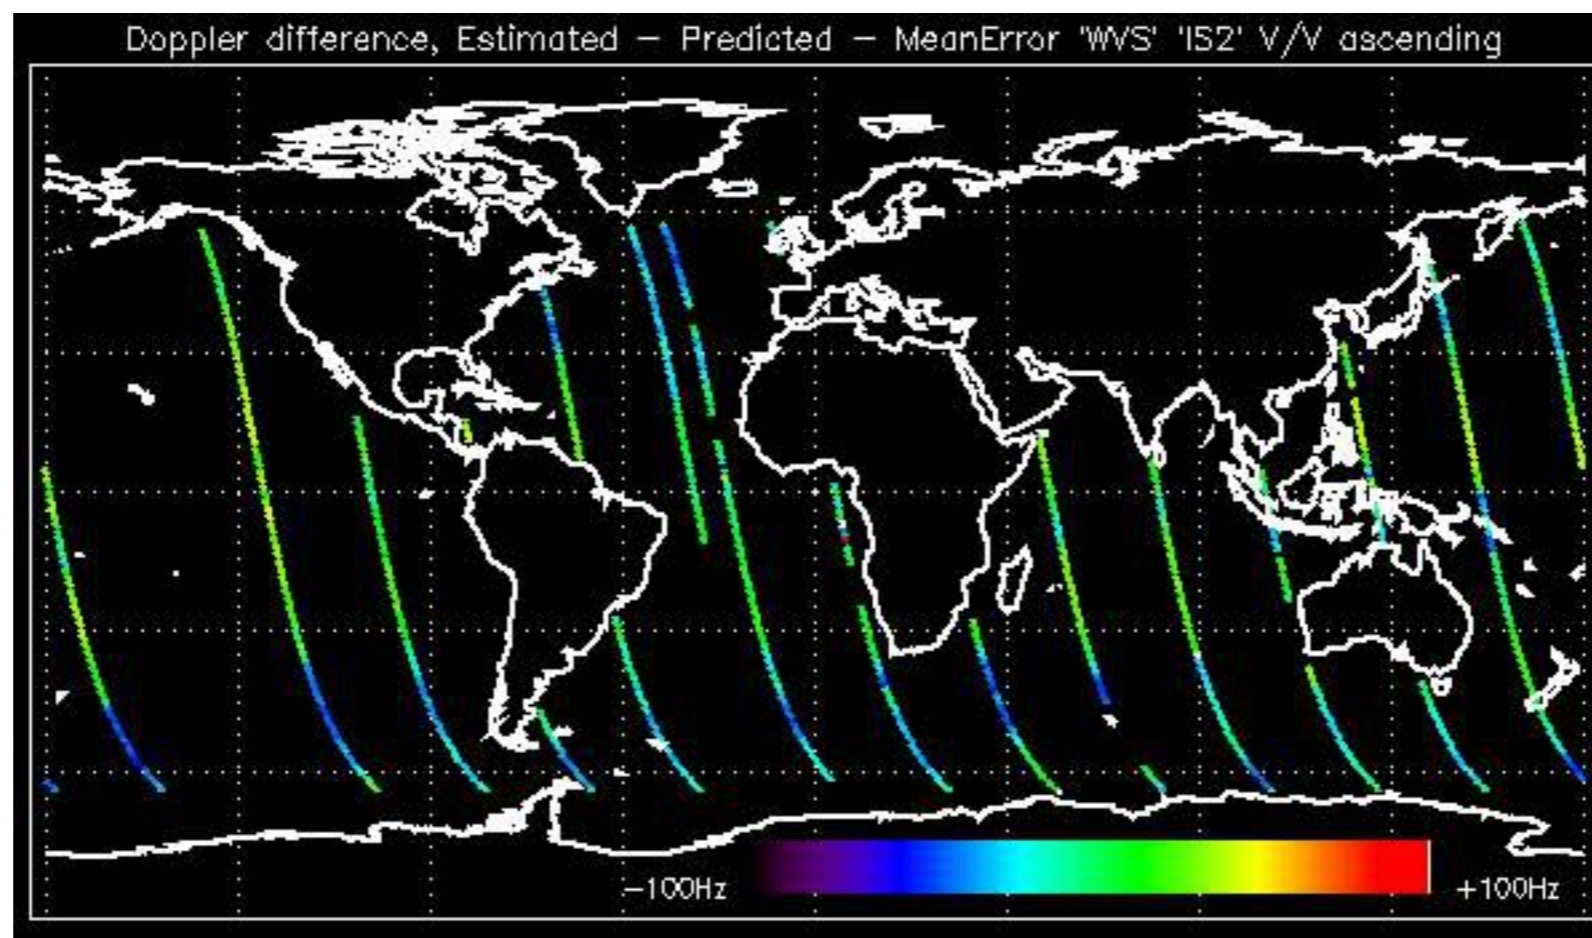 Doppler difference, Estimated – Predicted – MeanError 'WVS' 'IS2' V/V ascending
–100Hz +100Hz